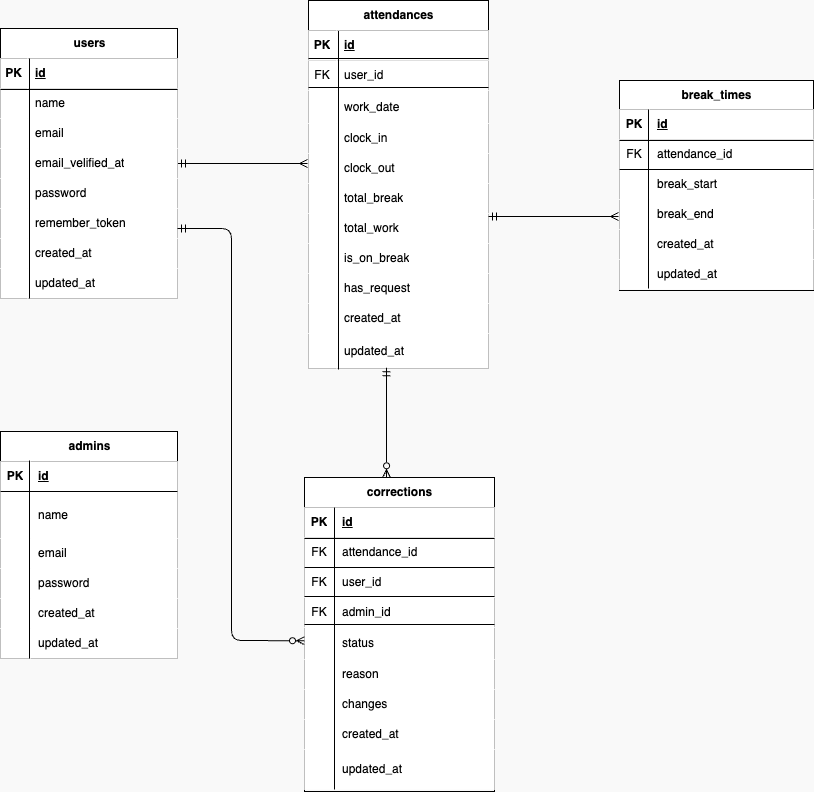 users
PK id
name
email
email_velified_at
password
remember_token
created_at
updated_at
attendances
PK id
FK user_id
work_date
clock_in
clock_out
total_break
total_work
is_on_break
has_request
created_at
updated_at
break_times
PK id
FK attendance_id
break_start
break_end
created_at
updated_at
admins
PK id
name
email
password
created_at
updated_at
corrections
PK id
FK attendance_id
FK user_id
FK admin_id
status
reason
changes
created_at
updated_at